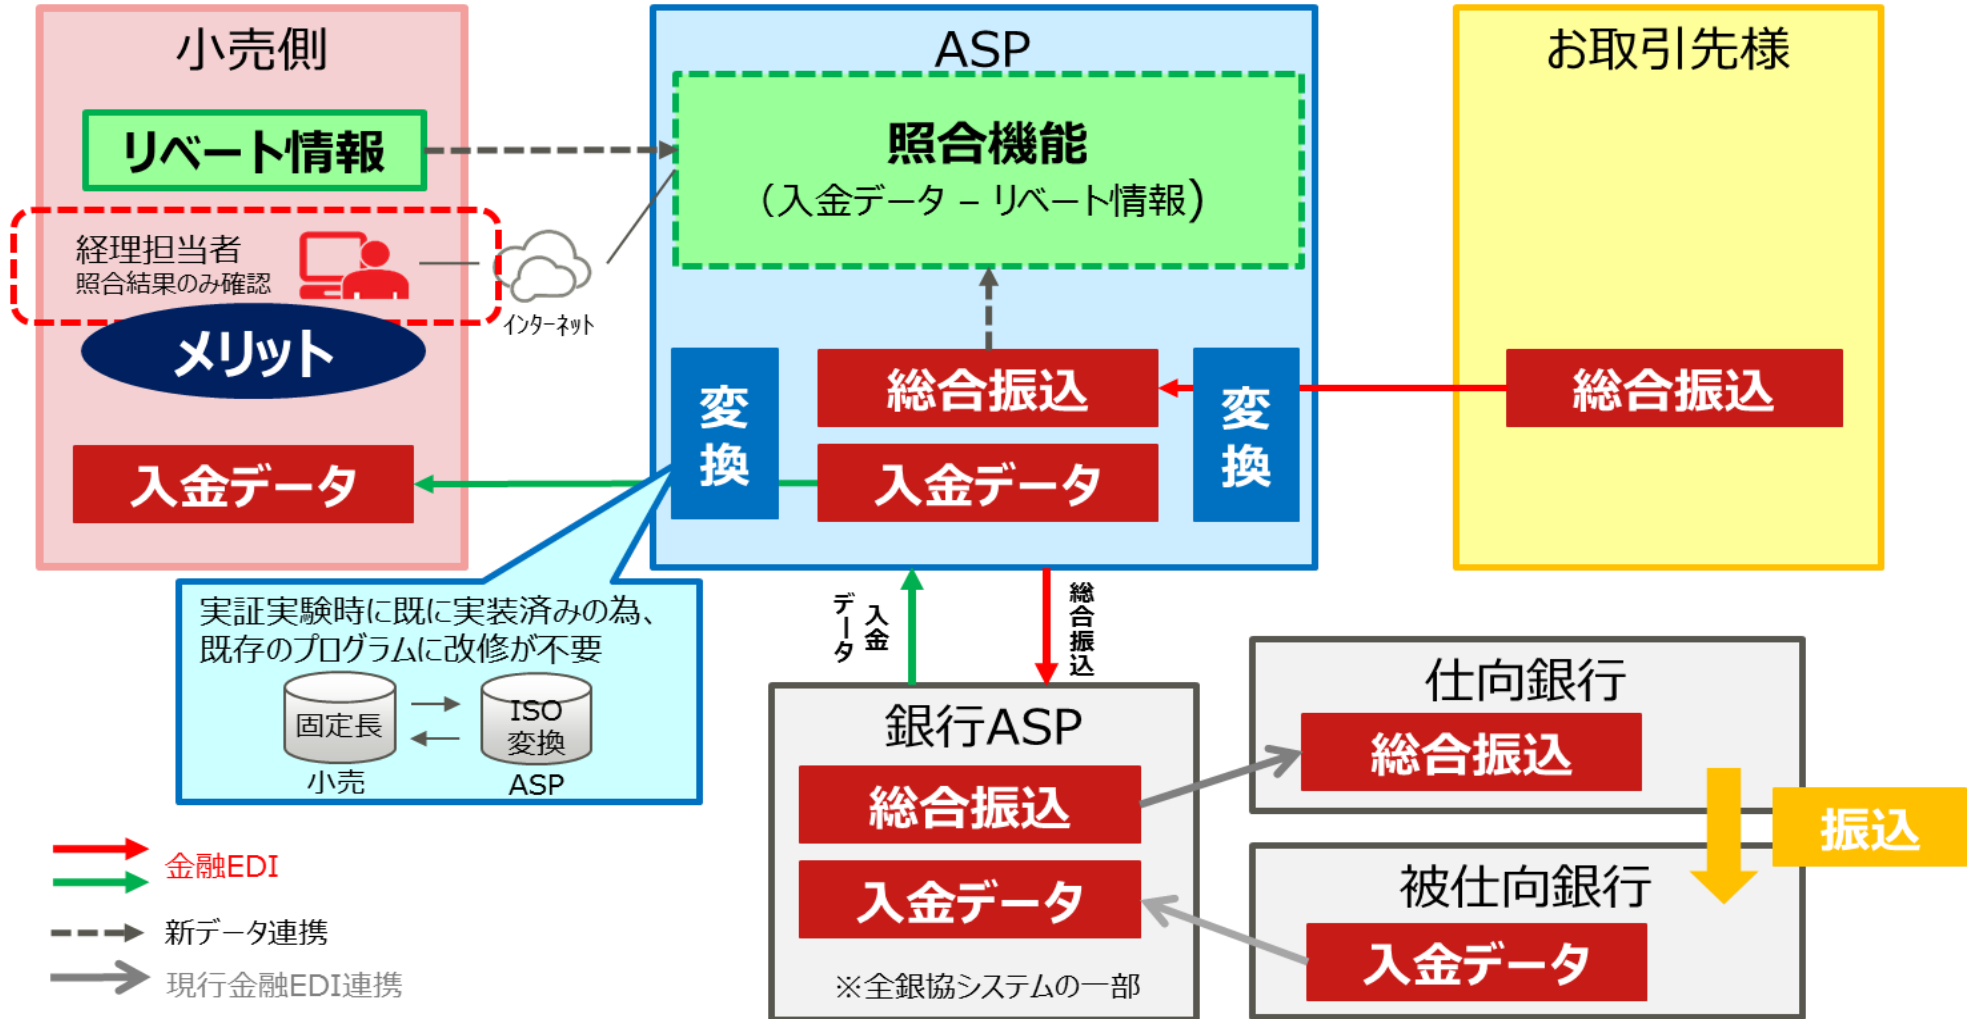 小売側
リベート情報
経理担当者
照合結果のみ確認
メリット
入金データ
インターネット
ASP
照合機能
（入金データ – リベート情報）
変換
総合振込
入金データ
変換
お取引先様
総合振込
実証実験時に既に実装済みの為、
既存のプログラムに改修が不要
固定長
小売
ISO
変換
ASP
入金
データ
総合振込
銀行ASP
総合振込
入金データ
※全銀協システムの一部
仕向銀行
総合振込
振込
被仕向銀行
入金データ
金融EDI
新データ連携
現行金融EDI連携